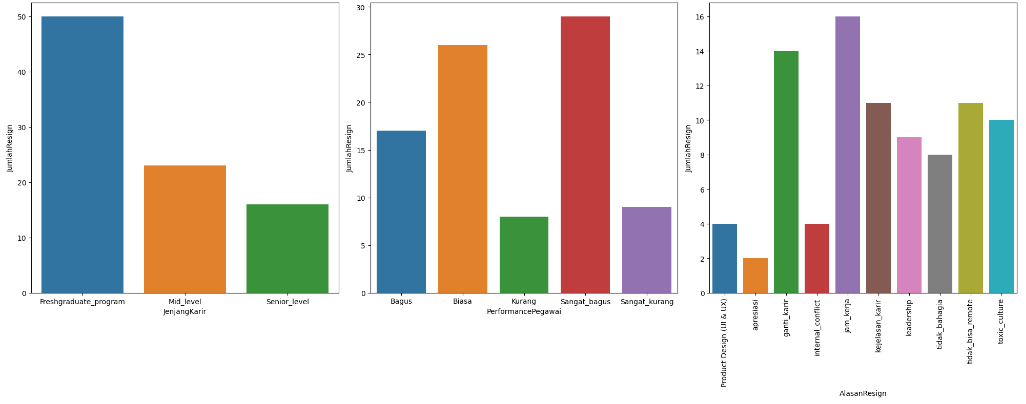 50
40
30
20
10
0
JumlahResign
Freshgraduate_program
Mid_level
Senior_level
JenjangKarir
30
25
20
15
10
5
0
JumlahResign
Bagus
Biasa
Kurang
Sangat_bagus
Sangat_kurang
PerformancePegawai
16
14
12
10
8
6
4
2
0
JumlahResign
Product Design (UI & UX)
apresiasi
ganti_karir
internal_conflict
jam_kerja
kejelasan_karir
leadership
tidak_bahagia
tidak_bisa_remote
toxic_culture
AlasanResign